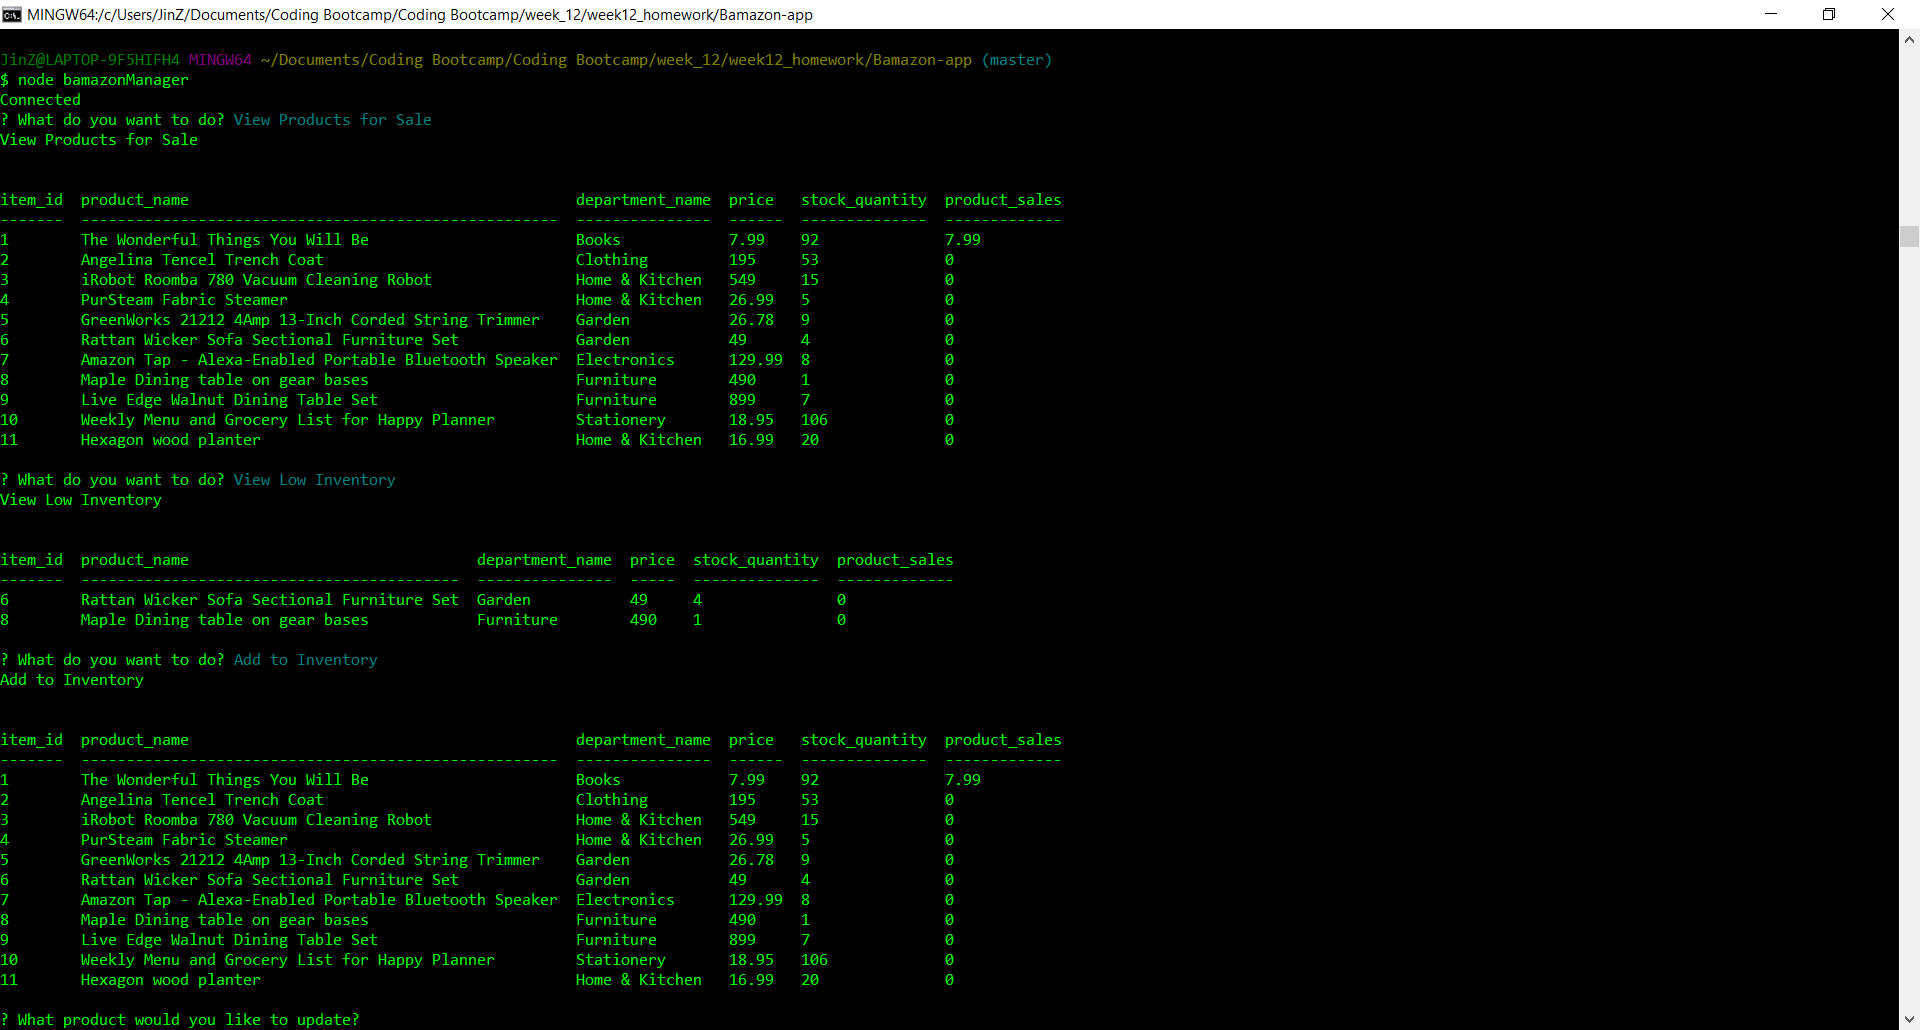 MINGW64:/c/Users/JinZ/Documents/Coding Bootcamp/Coding Bootcamp/week_12/week12_homework/Bamazon-app
JinZ@LAPTOP-9F5HIFH4 MINGW64 ~/Documents/Coding Bootcamp/Coding Bootcamp/week_12/week12_homework/Bamazon-app (master)
$ node bamazonManager
Connected
? What do you want to do? View Products for Sale
View Products for Sale
item_id  product_name                                           department_name  price   stock_quantity  product_sales
-------  -----------------------------------------------------  ---------------  ------  --------------  -------------
1        The Wonderful Things You Will Be                       Books            7.99    92              7.99
2        Angelina Tencel Trench Coat                            Clothing         195     53              0
3        iRobot Roomba 780 Vacuum Cleaning Robot                Home & Kitchen   549     15              0
4        PurSteam Fabric Steamer                                Home & Kitchen   26.99   5               0
5        GreenWorks 21212 4Amp 13-Inch Corded String Trimmer    Garden           26.78   9               0
6        Rattan Wicker Sofa Sectional Furniture Set             Garden           49      4               0
7        Amazon Tap - Alexa-Enabled Portable Bluetooth Speaker  Electronics      129.99  8               0
8        Maple Dining table on gear bases                       Furniture        490     1               0
9        Live Edge Walnut Dining Table Set                      Furniture        899     7               0
10       Weekly Menu and Grocery List for Happy Planner         Stationery       18.95   106             0
11       Hexagon wood planter                                   Home & Kitchen   16.99   20              0
? What do you want to do? View Low Inventory
View Low Inventory
item_id  product_name                                department_name  price  stock_quantity  product_sales
-------  ------------------------------------------  ---------------  -----  --------------  -------------
6        Rattan Wicker Sofa Sectional Furniture Set  Garden           49     4               0
8        Maple Dining table on gear bases            Furniture        490    1               0
? What do you want to do? Add to Inventory
Add to Inventory
item_id  product_name                                           department_name  price   stock_quantity  product_sales
-------  -----------------------------------------------------  ---------------  ------  --------------  -------------
1        The Wonderful Things You Will Be                       Books            7.99    92              7.99
2        Angelina Tencel Trench Coat                            Clothing         195     53              0
3        iRobot Roomba 780 Vacuum Cleaning Robot                Home & Kitchen   549     15              0
4        PurSteam Fabric Steamer                                Home & Kitchen   26.99   5               0
5        GreenWorks 21212 4Amp 13-Inch Corded String Trimmer    Garden           26.78   9               0
6        Rattan Wicker Sofa Sectional Furniture Set             Garden           49      4               0
7        Amazon Tap - Alexa-Enabled Portable Bluetooth Speaker  Electronics      129.99  8               0
8        Maple Dining table on gear bases                       Furniture        490     1               0
9        Live Edge Walnut Dining Table Set                      Furniture        899     7               0
10       Weekly Menu and Grocery List for Happy Planner         Stationery       18.95   106             0
11       Hexagon wood planter                                   Home & Kitchen   16.99   20              0
? What product would you like to update?